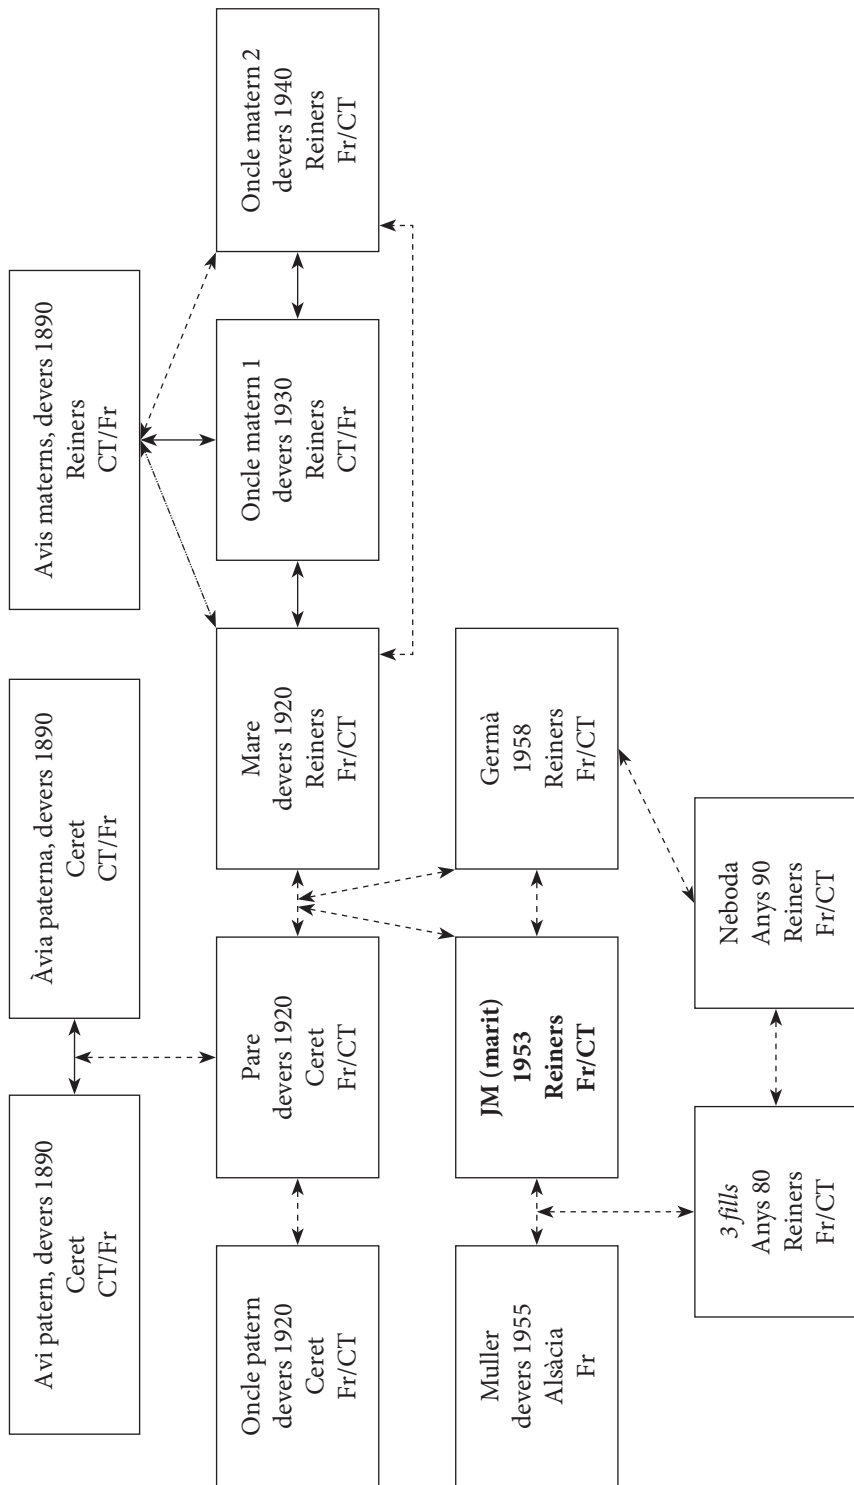 Avi patern, devers 1890
Ceret
CT/Fr
Àvia paterna, devers 1890
Ceret
CT/Fr
Avis materns, devers 1890
Reiners
CT/Fr
Oncle patern
devers 1920
Ceret
Fr/CT
Pare
devers 1920
Ceret
Fr/CT
Mare
devers 1920
Reiners
Fr/CT
Oncle matern 1
devers 1930
Reiners
CT/Fr
Oncle matern 2
devers 1940
Reiners
Fr/CT
Muller
devers 1955
Alsàcia
Fr
JM (marit)
1953
Reiners
Fr/CT
Germà
1958
Reiners
Fr/CT
3 fills
Anys 80
Reiners
Fr/CT
Neboda
Anys 90
Reiners
Fr/CT